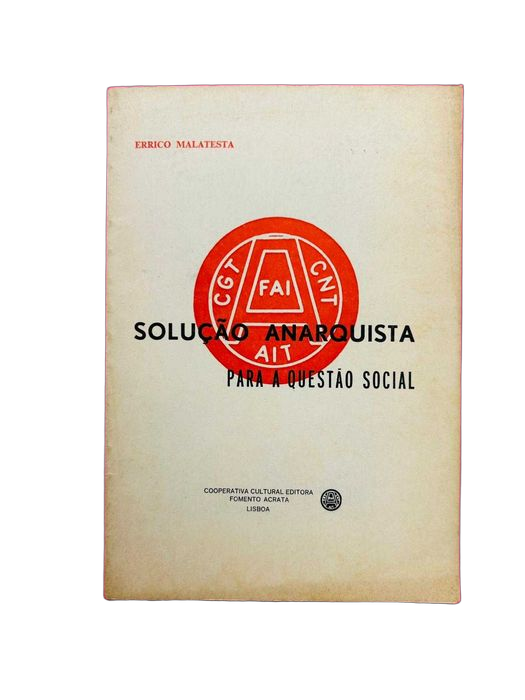 ERRICO MALATESTA
CGT
CNT
FAI
AIT
SOLUÇÃO ANARQUISTA
PARA A QUESTÃO SOCIAL
COOPERATIVA CULTURAL EDITORA
FOMENTO ACRATA
LISBOA